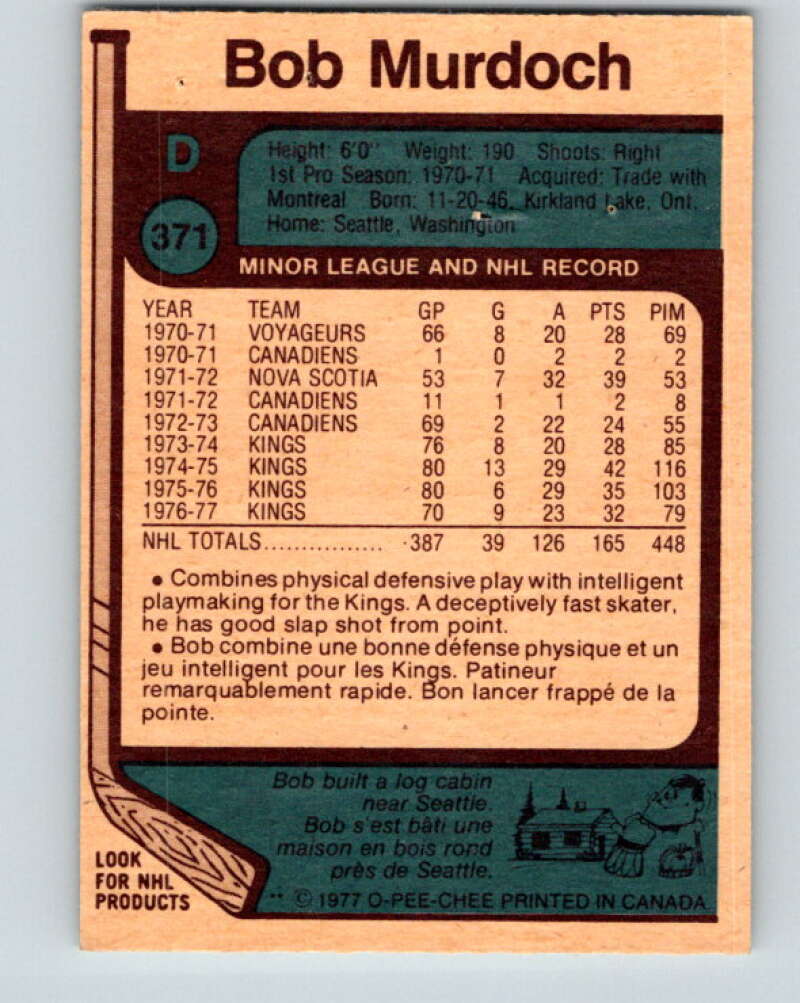 Bob Murdoch
D
Height: 6'0" Weight: 190 Shoots: Right
1st Pro Season: 1970-71 Acquired: Trade with
Montreal Born: 11-20-46, Kirkland Lake, Ont.
Home: Seattle, Washington
371
MINOR LEAGUE AND NHL RECORD
YEAR TEAM GP G A PTS PIM
1970-71 VOYAGEURS 66 8 20 28 69
1970-71 CANADIENS 1 0 2 2 2
1971-72 NOVA SCOTIA 53 7 32 39 53
1971-72 CANADIENS 11 1 1 2 8
1972-73 CANADIENS 69 2 22 24 55
1973-74 KINGS 76 8 20 28 85
1974-75 KINGS 80 13 29 42 116
1975-76 KINGS 80 6 29 35 103
1976-77 KINGS 70 9 23 32 79
NHL TOTALS................ 387 39 126 165 448
• Combines physical defensive play with intelligent
playmaking for the Kings. A deceptively fast skater,
he has good slap shot from point.
• Bob combine une bonne défense physique et un
jeu intelligent pour les Kings. Patineur
remarquablement rapide. Bon lancer frappé de la
pointe.
Bob built a log cabin
near Seattle.
Bob s'est bâti une
maison en bois rond
près de Seattle.
LOOK
FOR NHL
PRODUCTS
** © 1977 O-PEE-CHEE PRINTED IN CANADA